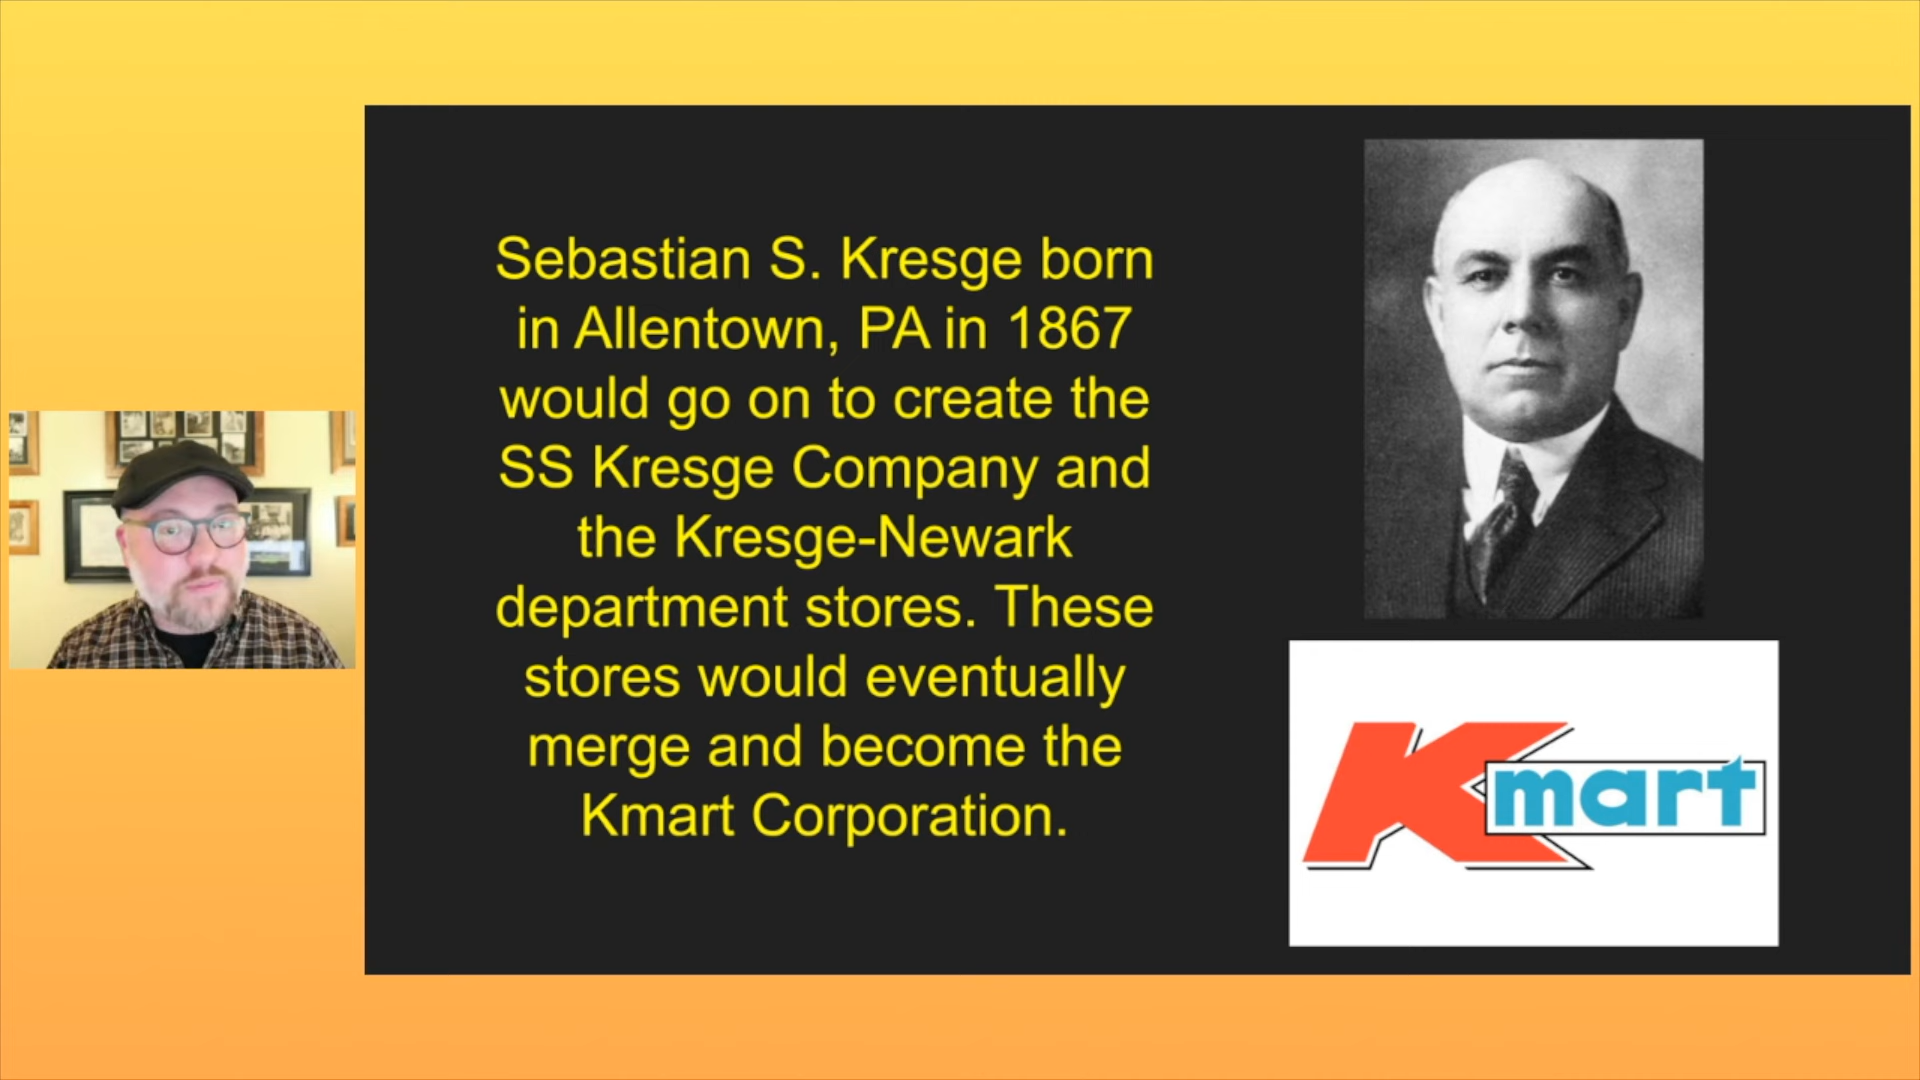 Sebastian S. Kresge born
in Allentown, PA in 1867
would go on to create the
SS Kresge Company and
the Kresge-Newark
department stores. These
stores would eventually
merge and become the
Kmart Corporation.
Kmart